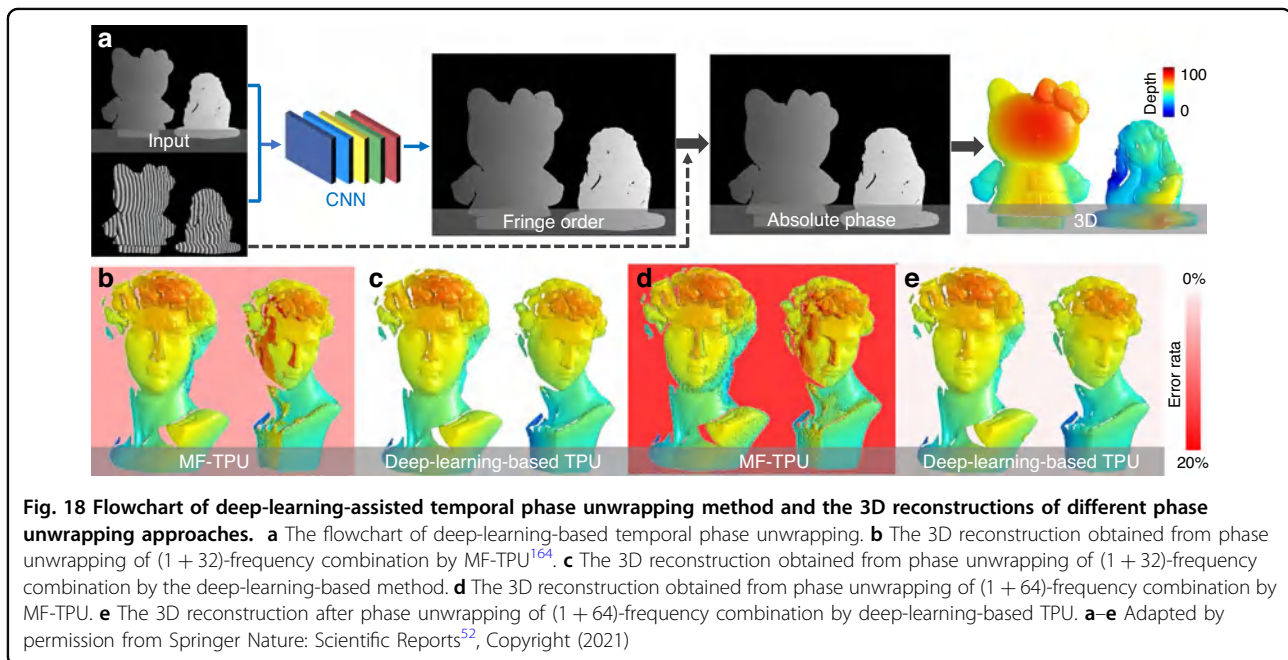 a
Input
CNN
Fringe order
Absolute phase
3D
Depth
100
0
b
MF-TPU
c
Deep-learning-based TPU
d
MF-TPU
e
Deep-learning-based TPU
0%
Error rata
20%
Fig. 18 Flowchart of deep-learning-assisted temporal phase unwrapping method and the 3D reconstructions of different phase
unwrapping approaches. a The flowchart of deep-learning-based temporal phase unwrapping. b The 3D reconstruction obtained from phase
unwrapping of (1 + 32)-frequency combination by MF-TPU164. c The 3D reconstruction obtained from phase unwrapping of (1 + 32)-frequency
combination by the deep-learning-based method. d The 3D reconstruction obtained from phase unwrapping of (1 + 64)-frequency combination by
MF-TPU. e The 3D reconstruction after phase unwrapping of (1 + 64)-frequency combination by deep-learning-based TPU. a–e Adapted by
permission from Springer Nature: Scientific Reports52, Copyright (2021)